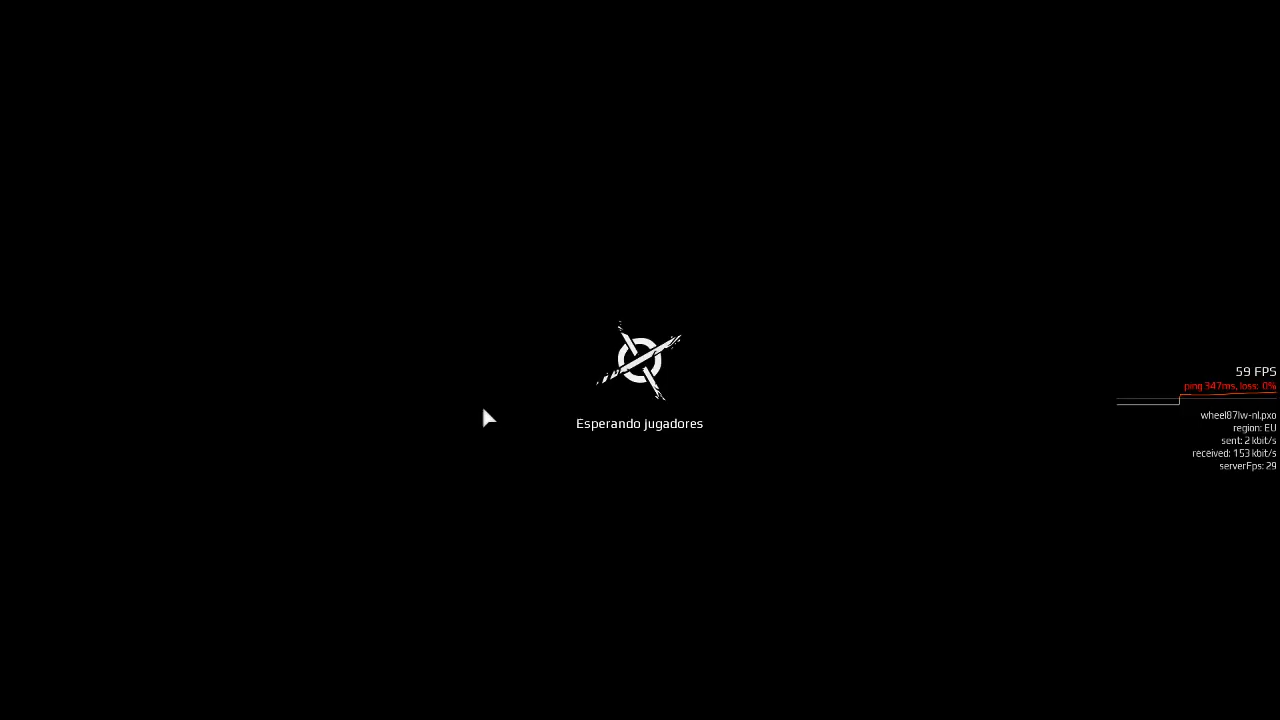 Esperando jugadores
59 FPS
ping 347ms, loss: 0%
wheel87lw-nl.pxo
region: EU
sent: 2 kbit/s
received: 153 kbit/s
serverFps: 29